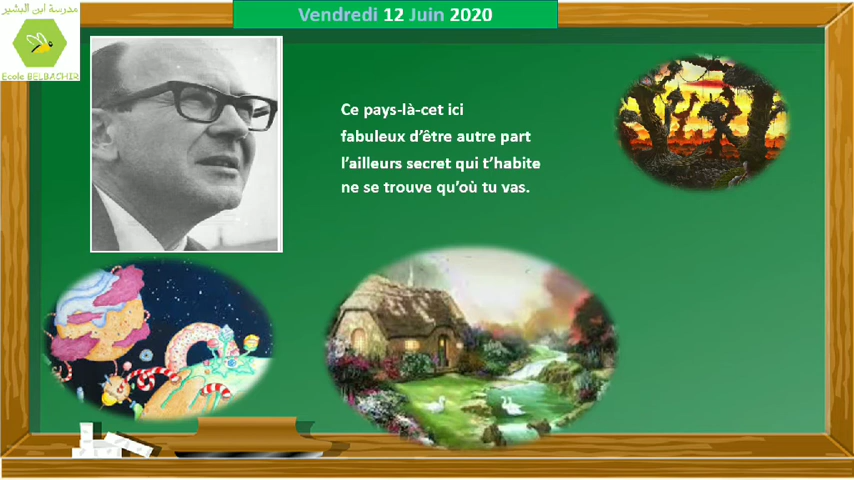 مدرسة ابن البشير
Ecole BELBACHIR
Vendredi 12 Juin 2020
Ce pays-là-cet ici
fabuleux d'être autre part
l'ailleurs secret qui t'habite
ne se trouve qu'où tu vas.